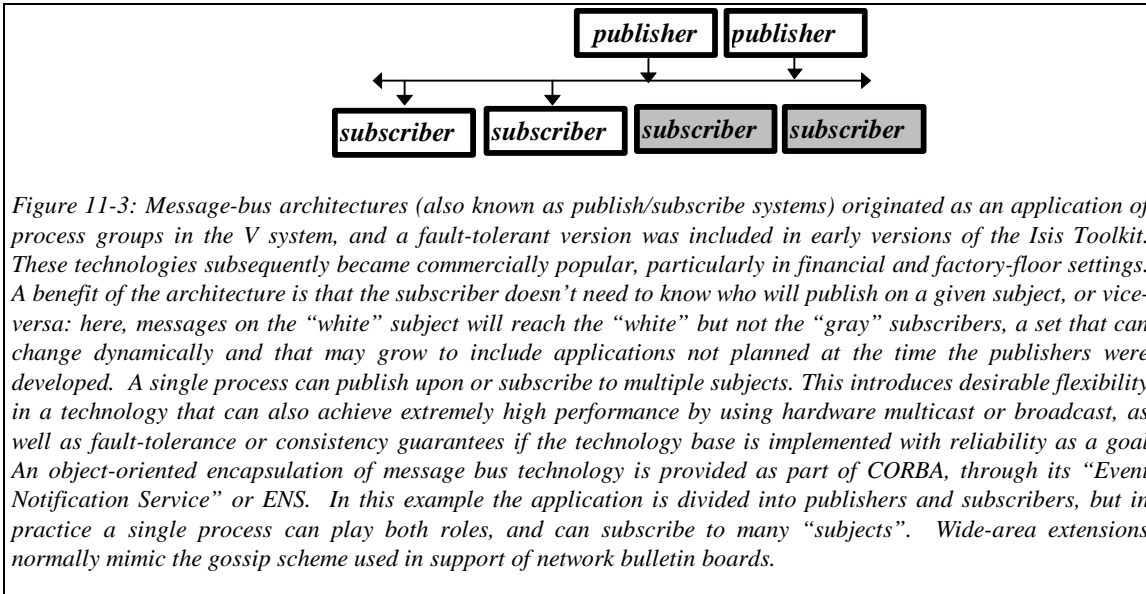 publisher publisher
subscriber subscriber subscriber subscriber
Figure 11-3: Message-bus architectures (also known as publish/subscribe systems) originated as an application of
process groups in the V system, and a fault-tolerant version was included in early versions of the Isis Toolkit.
These technologies subsequently became commercially popular, particularly in financial and factory-floor settings.
A benefit of the architecture is that the subscriber doesn’t need to know who will publish on a given subject, or vice-
versa: here, messages on the “white” subject will reach the “white” but not the “gray” subscribers, a set that can
change dynamically and that may grow to include applications not planned at the time the publishers were
developed. A single process can publish upon or subscribe to multiple subjects. This introduces desirable flexibility
in a technology that can also achieve extremely high performance by using hardware multicast or broadcast, as
well as fault-tolerance or consistency guarantees if the technology base is implemented with reliability as a goal
An object-oriented encapsulation of message bus technology is provided as part of CORBA, through its “Event
Notification Service” or ENS. In this example the application is divided into publishers and subscribers, but in
practice a single process can play both roles, and can subscribe to many “subjects”. Wide-area extensions
normally mimic the gossip scheme used in support of network bulletin boards.